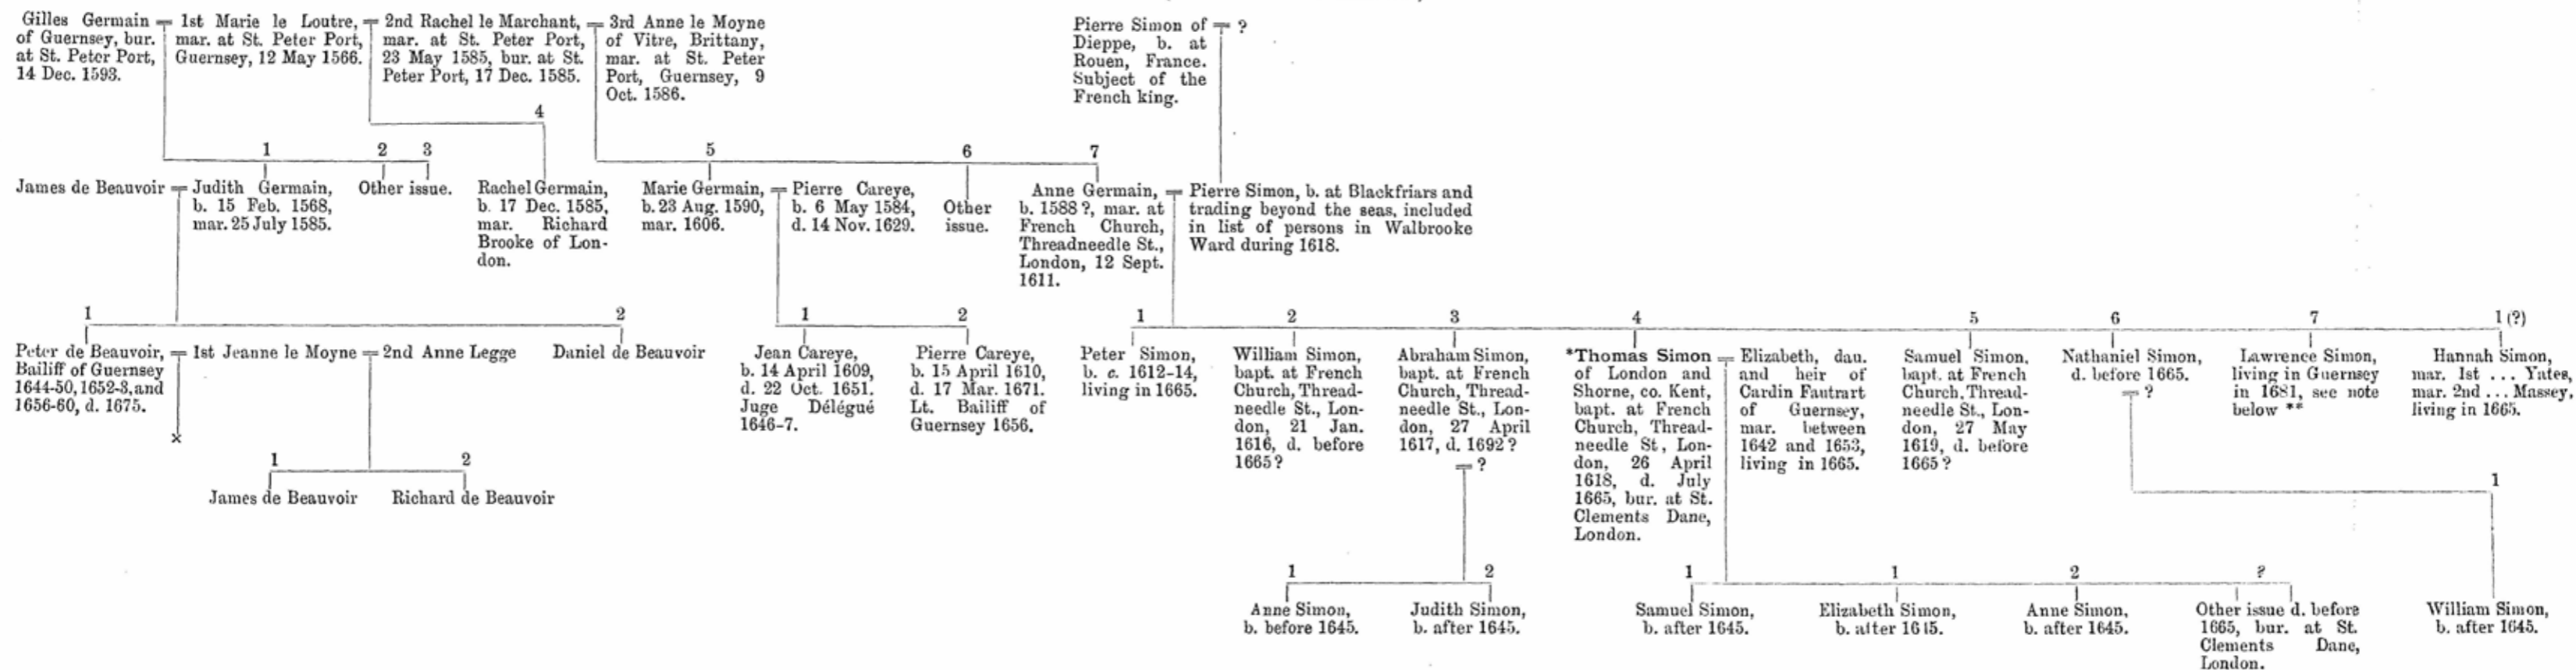 Gilles Germain
of Guernsey, bur.
at St. Peter Port,
14 Dec. 1593.
1st Marie le Loutre,
mar. at St. Peter Port,
Guernsey, 12 May 1566.
2nd Rachel le Marchant,
mar. at St. Peter Port,
23 May 1585, bur. at St.
Peter Port, 17 Dec. 1585.
3rd Anne le Moyne
of Vitre, Brittany,
mar. at St. Peter
Port, Guernsey, 9
Oct. 1586.
Pierre Simon of
Dieppe, b. at
Rouen, France.
Subject of the
French king.
?
4
1 2 3
5 6 7
James de Beauvoir
Judith Germain,
b. 15 Feb. 1568,
mar. 25 July 1585.
Other issue.
Rachel Germain,
b. 17 Dec. 1585,
mar. Richard
Brooke of Lon-
don.
Marie Germain,
b. 23 Aug. 1590,
mar. 1606.
Pierre Careye,
b. 6 May 1584,
d. 14 Nov. 1629.
Other
issue.
Anne Germain,
b. 1588 ?, mar. at
French Church,
Threadneedle St.,
London, 12 Sept.
1611.
Pierre Simon, b. at Blackfriars and
trading beyond the seas, included
in list of persons in Walbrooke
Ward during 1618.
1 2
1 2
1 2 3 4 5 6 7 1 (?)
Peter de Beauvoir,
Bailiff of Guernsey
1644-50, 1652-3, and
1656-60, d. 1675.
1st Jeanne le Moyne
2nd Anne Legge
Daniel de Beauvoir
Jean Careye,
b. 14 April 1609,
d. 22 Oct. 1651.
Juge Délégué
1646-7.
Pierre Careye,
b. 15 April 1610,
d. 17 Mar. 1671.
Lt. Bailiff of
Guernsey 1656.
Peter Simon,
b. c. 1612-14,
living in 1665.
William Simon,
bapt. at French
Church, Thread-
needle St., Lon-
don, 21 Jan.
1616, d. before
1665 ?
Abraham Simon,
bapt. at French
Church, Thread-
needle St., Lon-
don, 27 April
1617, d. 1692 ?
?
*Thomas Simon
of London and
Shorne, co. Kent,
bapt. at French
Church, Thread-
needle St, Lon-
don, 26 April
1618, d. July
1665, bur. at St.
Clements Dane,
London.
Elizabeth, dau.
and heir of
Cardin Fautrart
of Guernsey,
mar. between
1642 and 1653,
living in 1665.
Samuel Simon,
bapt. at French
Church, Thread-
needle St., Lon-
don, 27 May
1619, d. before
1665 ?
Nathaniel Simon,
d. before 1665.
?
Lawrence Simon,
living in Guernsey
in 1681, see note
below **
Hannah Simon,
mar. 1st ... Yates,
mar. 2nd ... Massey,
living in 1665.
x
1 2
James de Beauvoir
Richard de Beauvoir
1
1 2
1 1 2 ?
Anne Simon,
b. before 1645.
Judith Simon,
b. after 1645.
Samuel Simon,
b. after 1645.
Elizabeth Simon,
b. after 1645.
Anne Simon,
b. after 1645.
Other issue d. before
1665, bur. at St.
Clements Dane,
London.
William Simon,
b. after 1645.